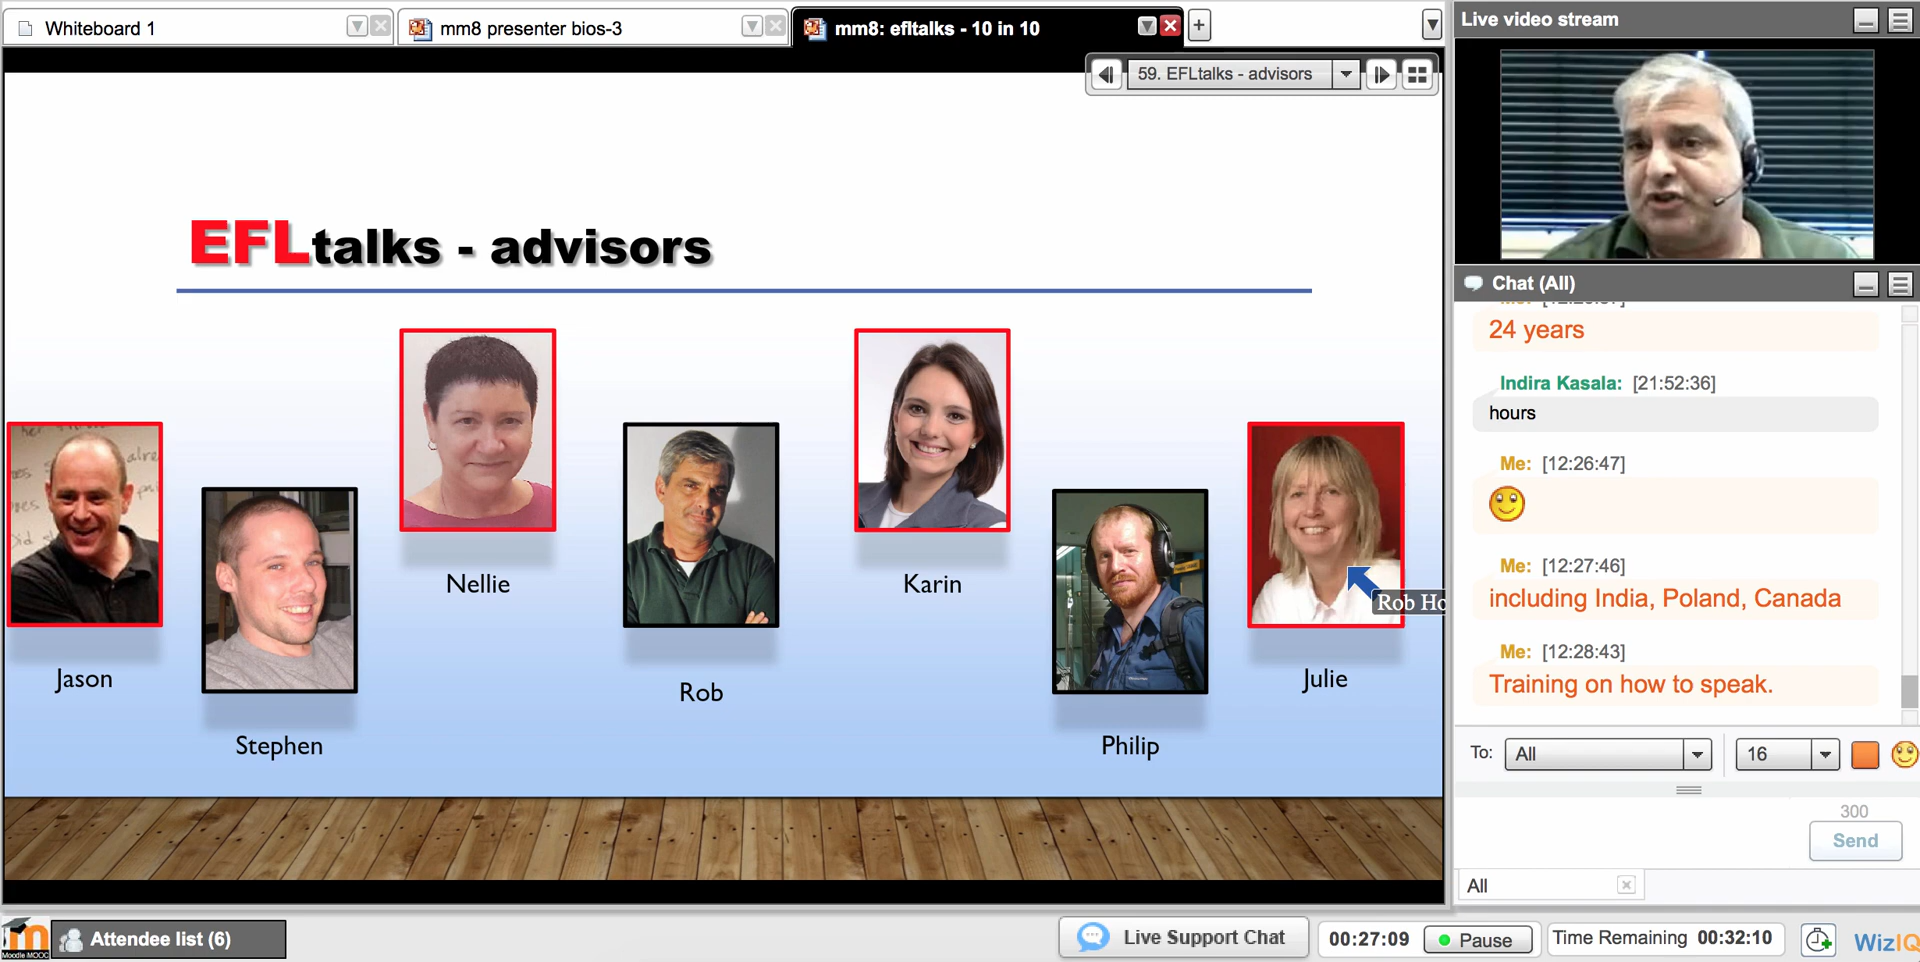 Whiteboard 1
mm8 presenter bios-3
mm8: efltalks - 10 in 10
+
59. EFLtalks - advisors
EFLtalks - advisors
Jason
Stephen
Nellie
Rob
Karin
Philip
Julie
Rob Ho
Live video stream
Chat (All)
24 years
Indira Kasala: [21:52:36]
hours
Me: [12:26:47]
Me: [12:27:46]
including India, Poland, Canada
Me: [12:28:43]
Training on how to speak.
To: All 16
300
Send
All
m
Moodle MOOC
Attendee list (6)
Live Support Chat
00:27:09 Pause
Time Remaining 00:32:10
WizIQ